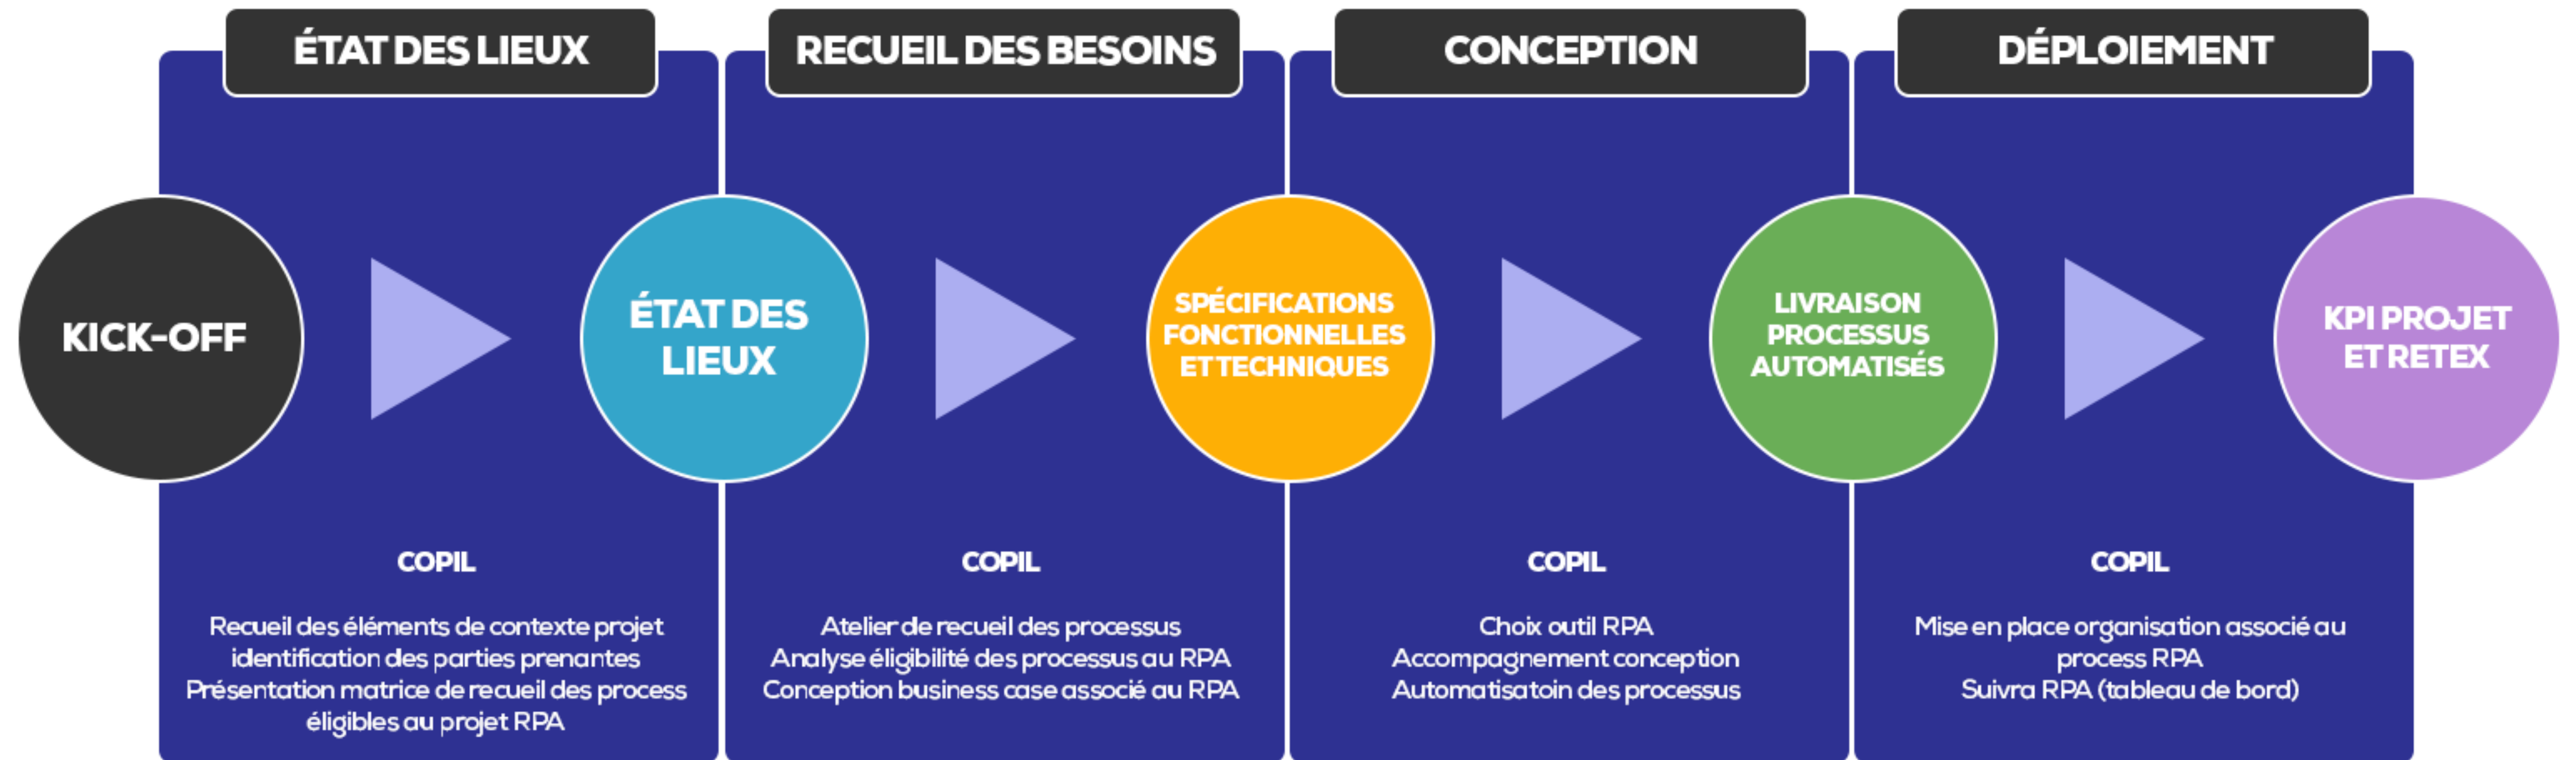 ÉTAT DES LIEUX
RECUEIL DES BESOINS
CONCEPTION
DÉPLOIEMENT
KICK-OFF
ÉTAT DES
LIEUX
SPÉCIFICATIONS
FONCTIONNELLES
ET TECHNIQUES
LIVRAISON
PROCESSUS
AUTOMATISÉS
KPI PROJET
ET RETEX
COPIL
Recueil des éléments de contexte projet
identification des parties prenantes
Présentation matrice de recueil des process
éligibles au projet RPA
COPIL
Atelier de recueil des processus
Analyse éligibilité des processus au RPA
Conception business case associé au RPA
COPIL
Choix outil RPA
Accompagnement conception
Automatisatoin des processus
COPIL
Mise en place organisation associé au
process RPA
Suivra RPA (tableau de bord)